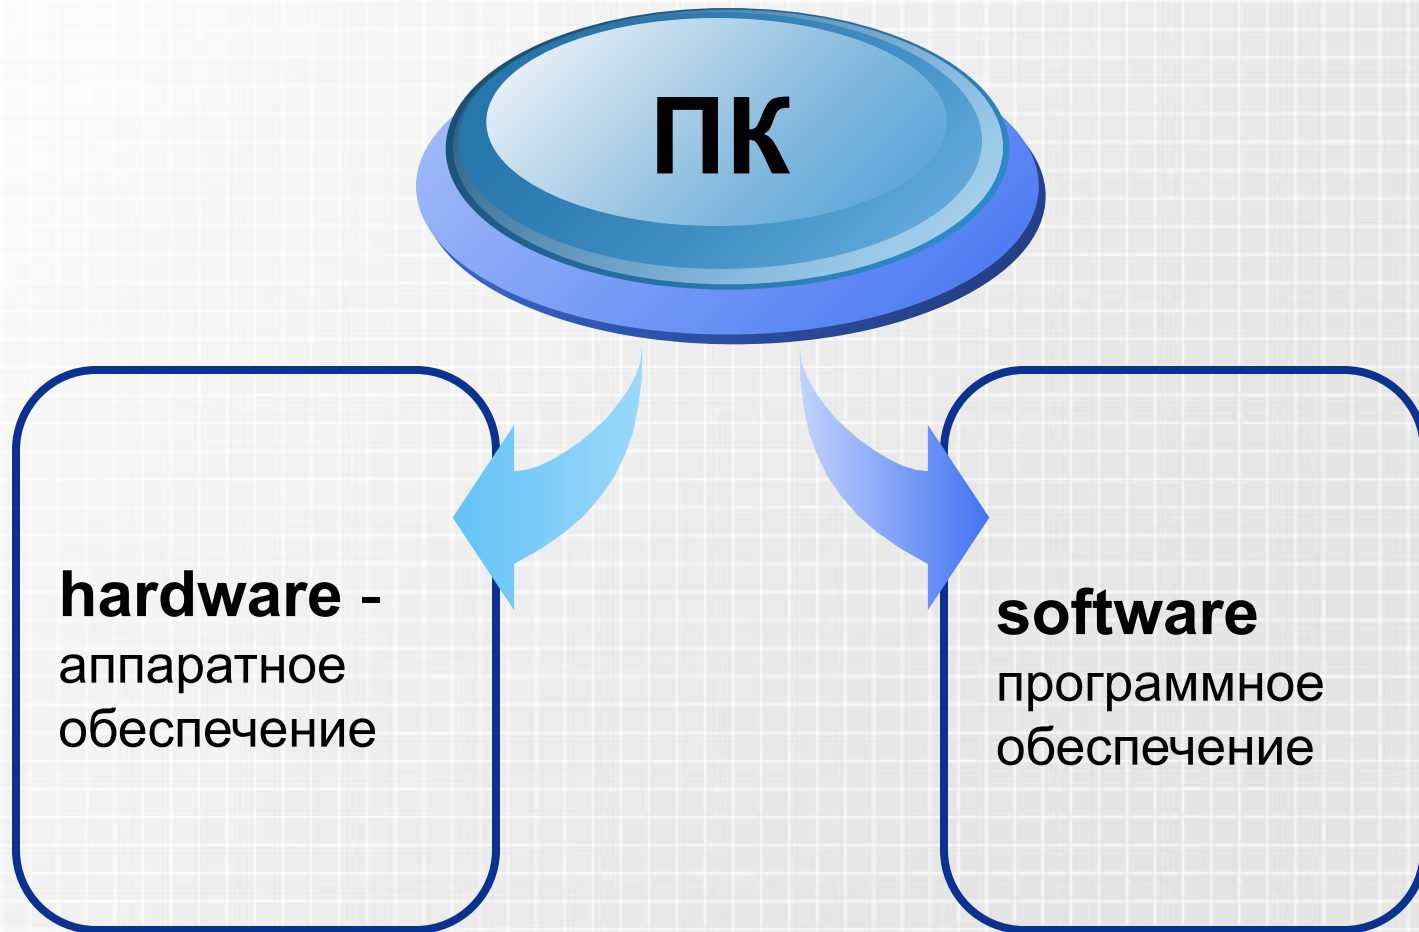 ПК
hardware -
аппаратное
обеспечение
software
программное
обеспечение